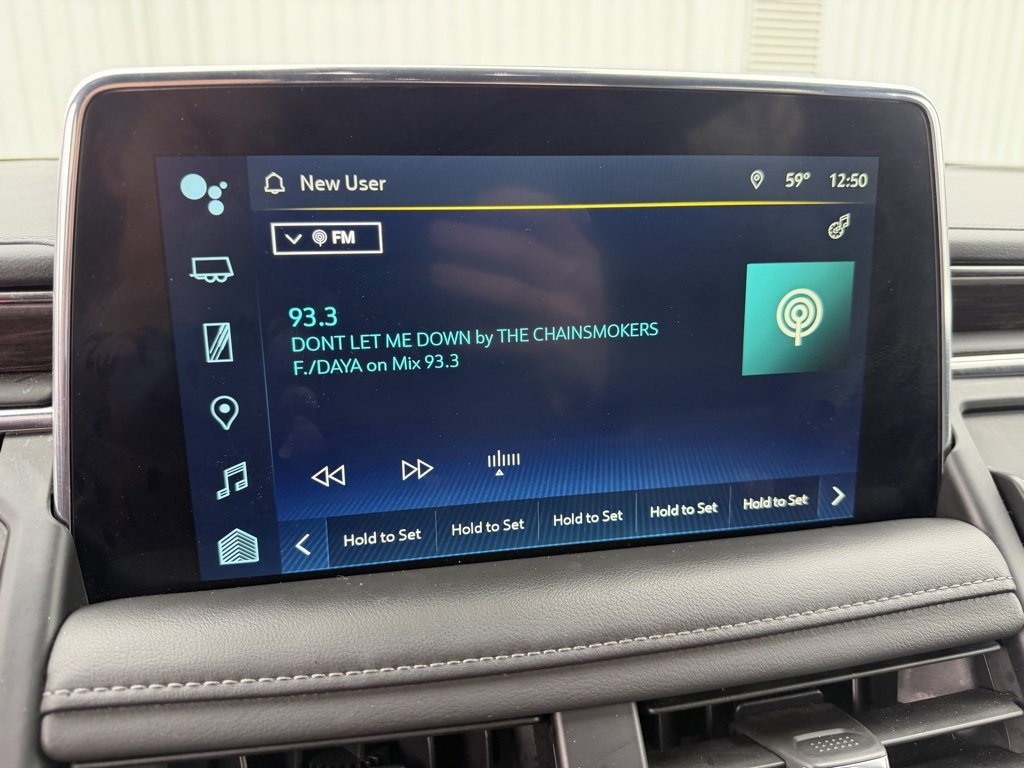 New User
59°
12:50
FM
93.3
DONT LET ME DOWN by THE CHAINSMOKERS
F./DAYA on Mix 93.3
Hold to Set
Hold to Set
Hold to Set
Hold to Set
Hold to Set